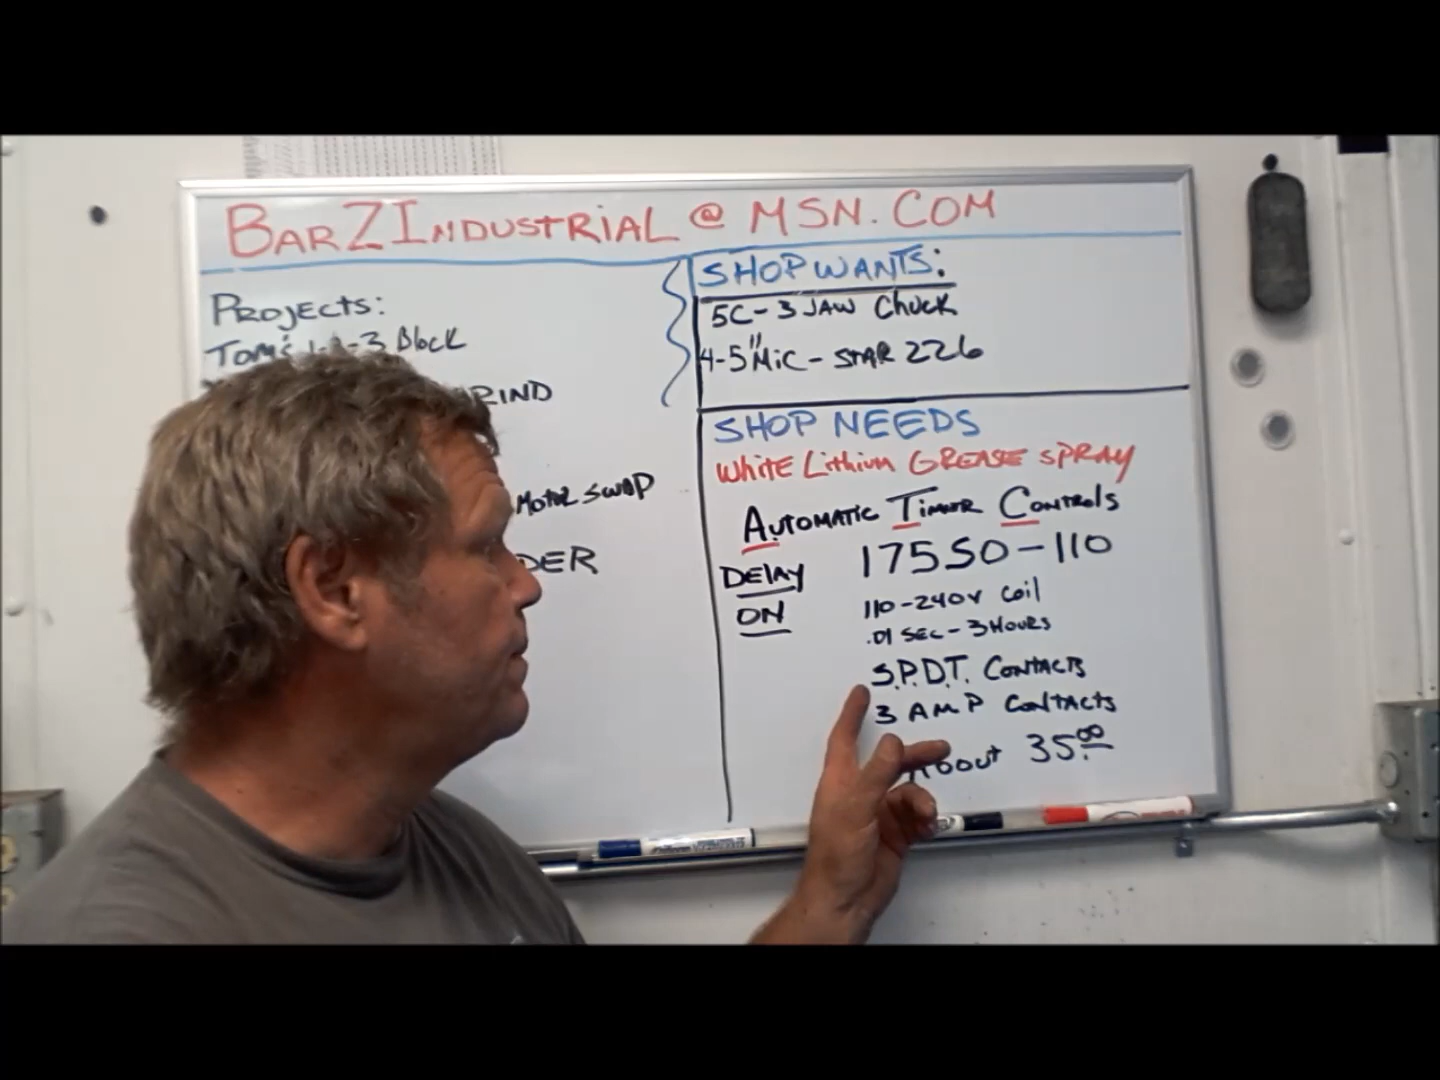 BARZINDUSTRIAL @ MSN.COM
PROJECTS:
TOM'S 1-2-3 Block
RIND
MOTOR SWAP
DER
SHOP WANTS:
5C - 3 JAW Chuck
4-5" MiC - STAR 226
SHOP NEEDS
White Lithium GREASE SPRAY
AUTOMATIC TIMER CONTROLS
DELAY
ON
17550-110
110-240V Coil
.01 SEC - 3 HOURS
S.P.D.T. CONTACTS
3 AMP CONTACTS
About 35.00